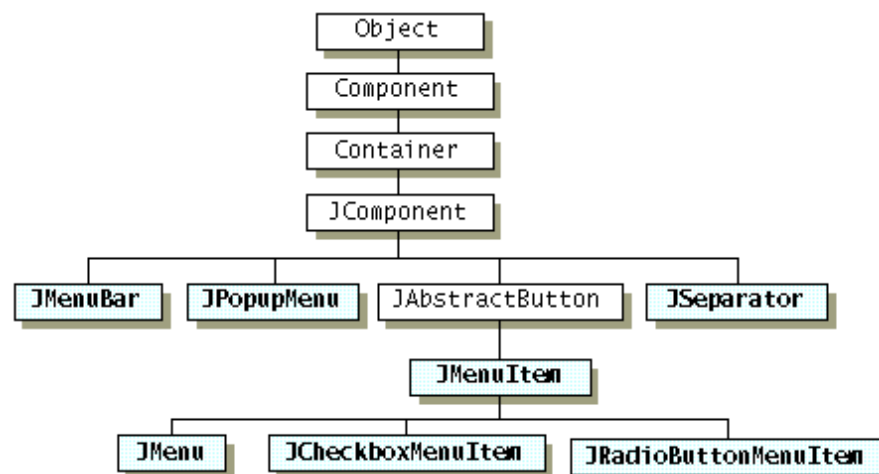 Object
Component
Container
JComponent
JMenuBar JPopupMenu JAbstractButton JSeparator
JMenuItem
JMenu JCheckboxMenuItem JRadioButtonMenuItem